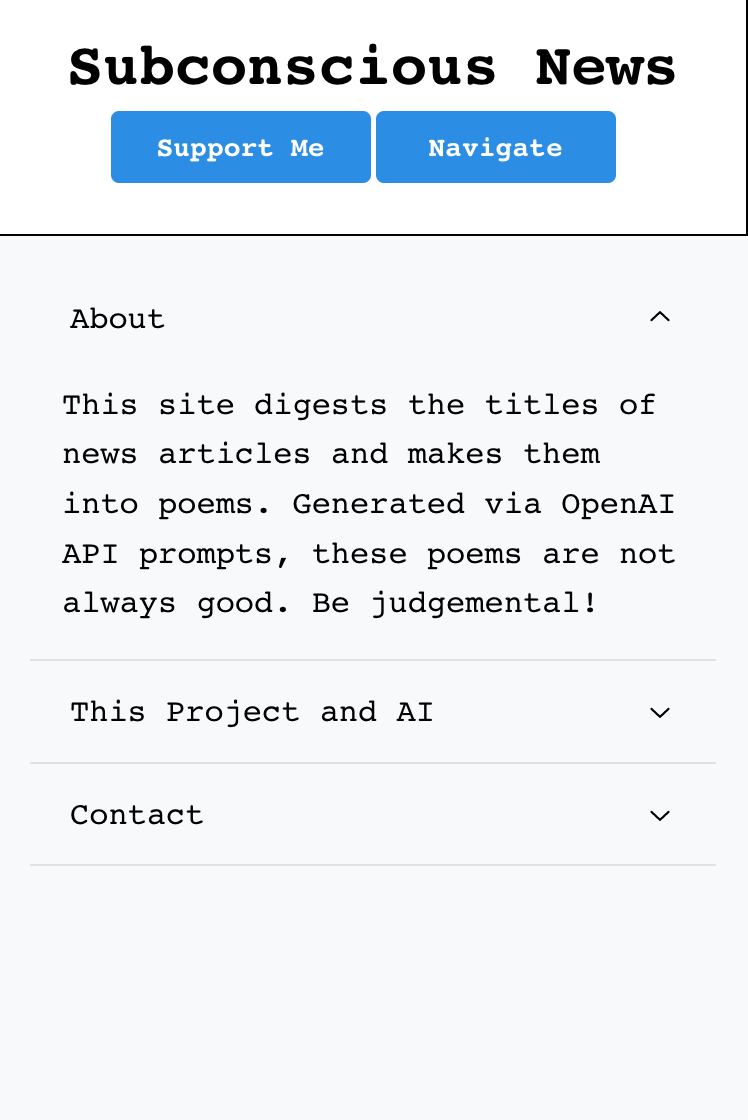 Subconscious News
Support Me
Navigate
About
This site digests the titles of
news articles and makes them
into poems. Generated via OpenAI
API prompts, these poems are not
always good. Be judgemental!
This Project and AI
Contact